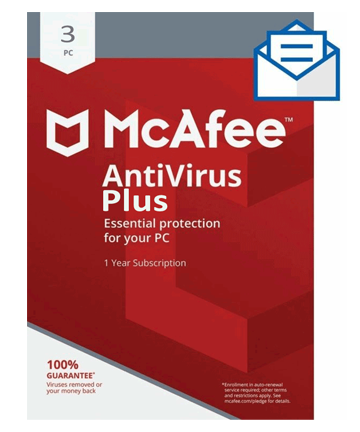 3
PC
McAfee™
AntiVirus
Plus
Essential protection
for your PC
1 Year Subscription
100%
GUARANTEE*
Viruses removed or
your money back
*Enrollment in auto-renewal
service required; other terms
and restrictions apply. See
mcafee.com/pledge for details.